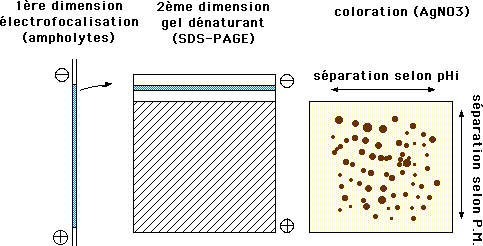 1ère dimension
électrofocalisation
(ampholytes)
2ème dimension
gel dénaturant
(SDS-PAGE)
coloration (AgNO3)
séparation selon pHi
séparation selon P.M.